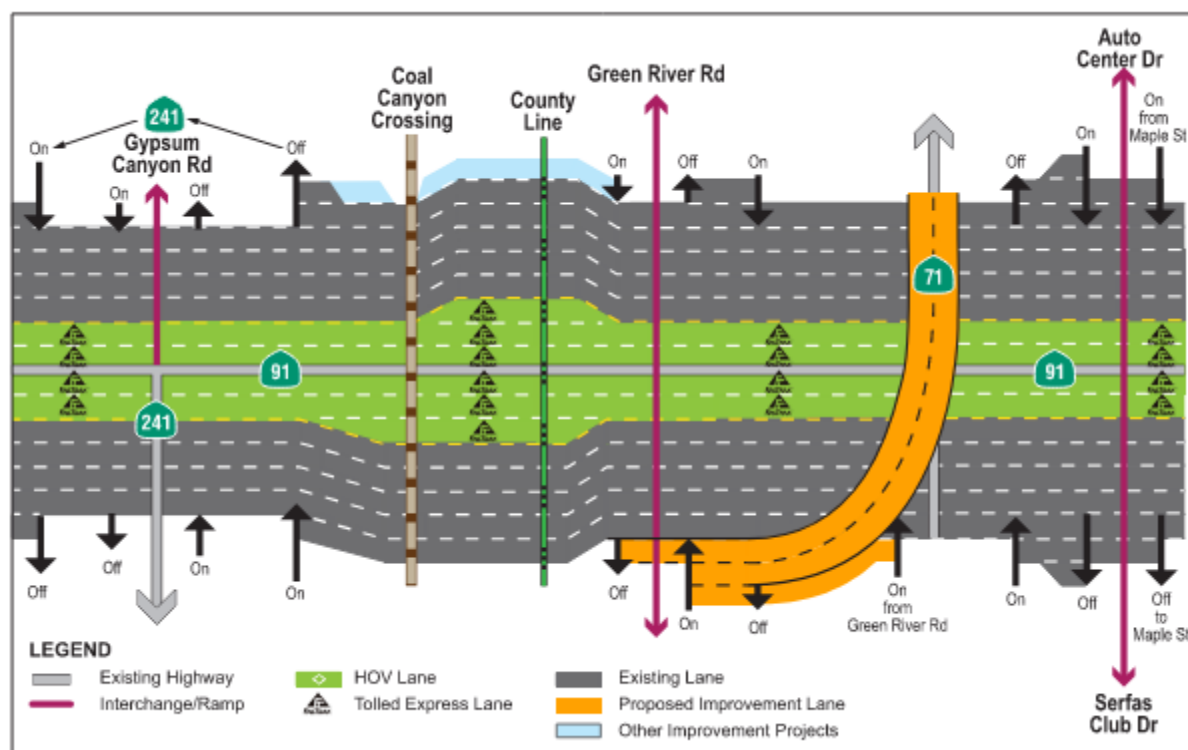 Auto
Center Dr
Green River Rd
Coal
Canyon
Crossing
County
Line
241
Gypsum
Canyon Rd
On
On
Off
Off
On
Off
On
Off
On
On
from
Maple St
71
91
91
241
Off
Off
On
On
Off
On
Off
On
from
Green River Rd
On
Off
Off
to
Maple St
LEGEND
Existing Highway
Interchange/Ramp
HOV Lane
Tolled Express Lane
Existing Lane
Proposed Improvement Lane
Other Improvement Projects
Serfas
Club Dr